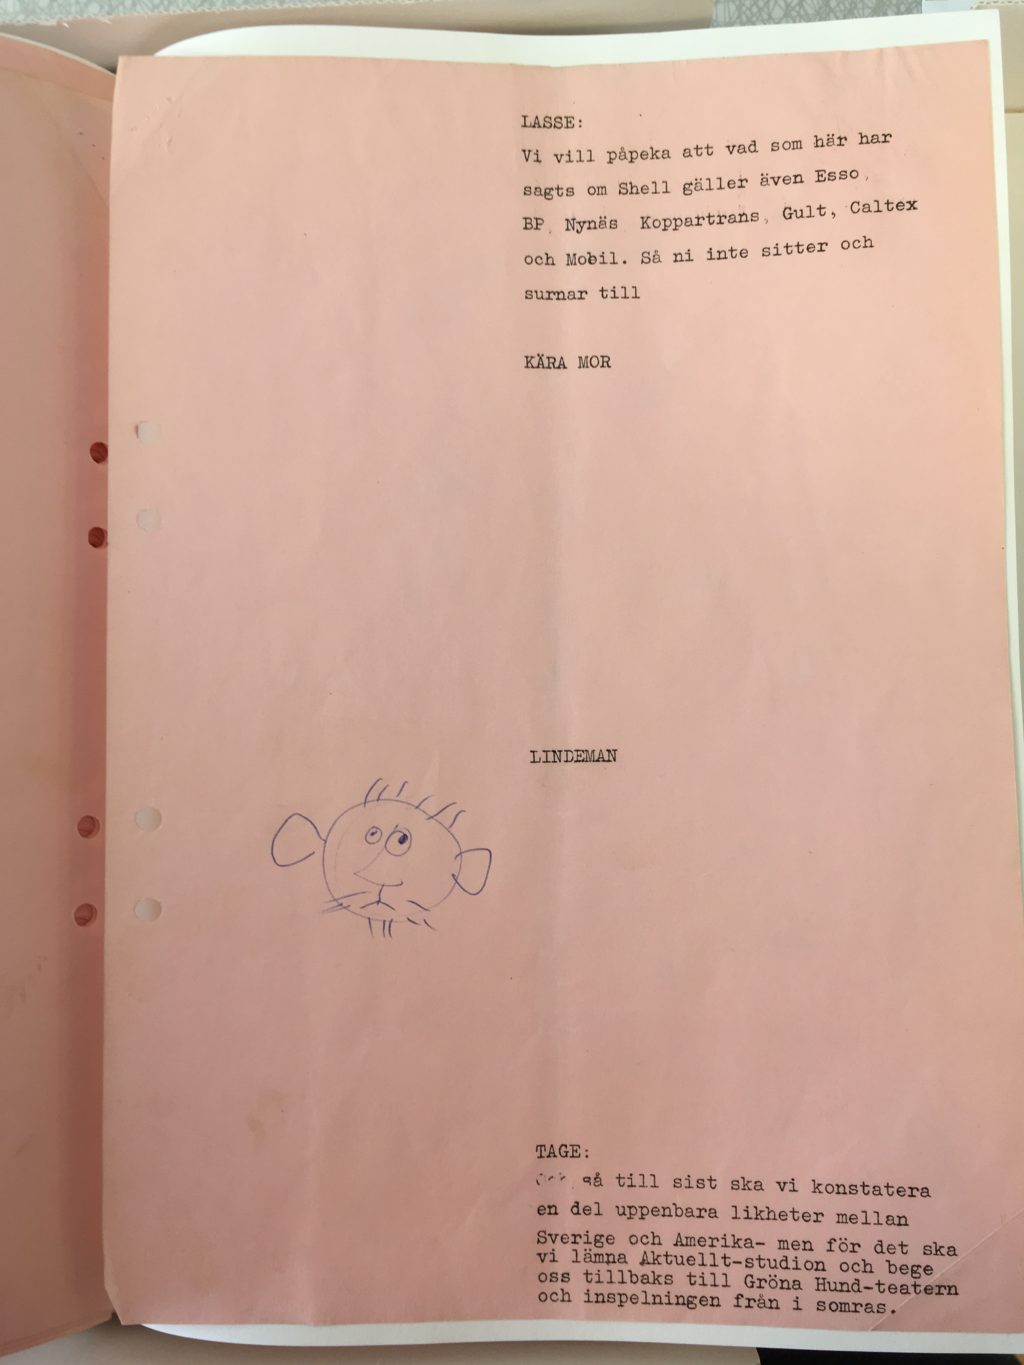 LASSE:
Vi vill påpeka att vad som här har
sagts om Shell gäller även Esso,
BP, Nynäs Koppartrans, Gult, Caltex
och Mobil. Så ni inte sitter och
surnar till
KÄRA MOR
LINDEMAN
TAGE:
så till sist ska vi konstatera
en del uppenbara likheter mellan
Sverige och Amerika- men för det ska
vi lämna Aktuellt-studion och bege
oss tillbaks till Gröna Hund-teatern
och inspelningen från i somras.